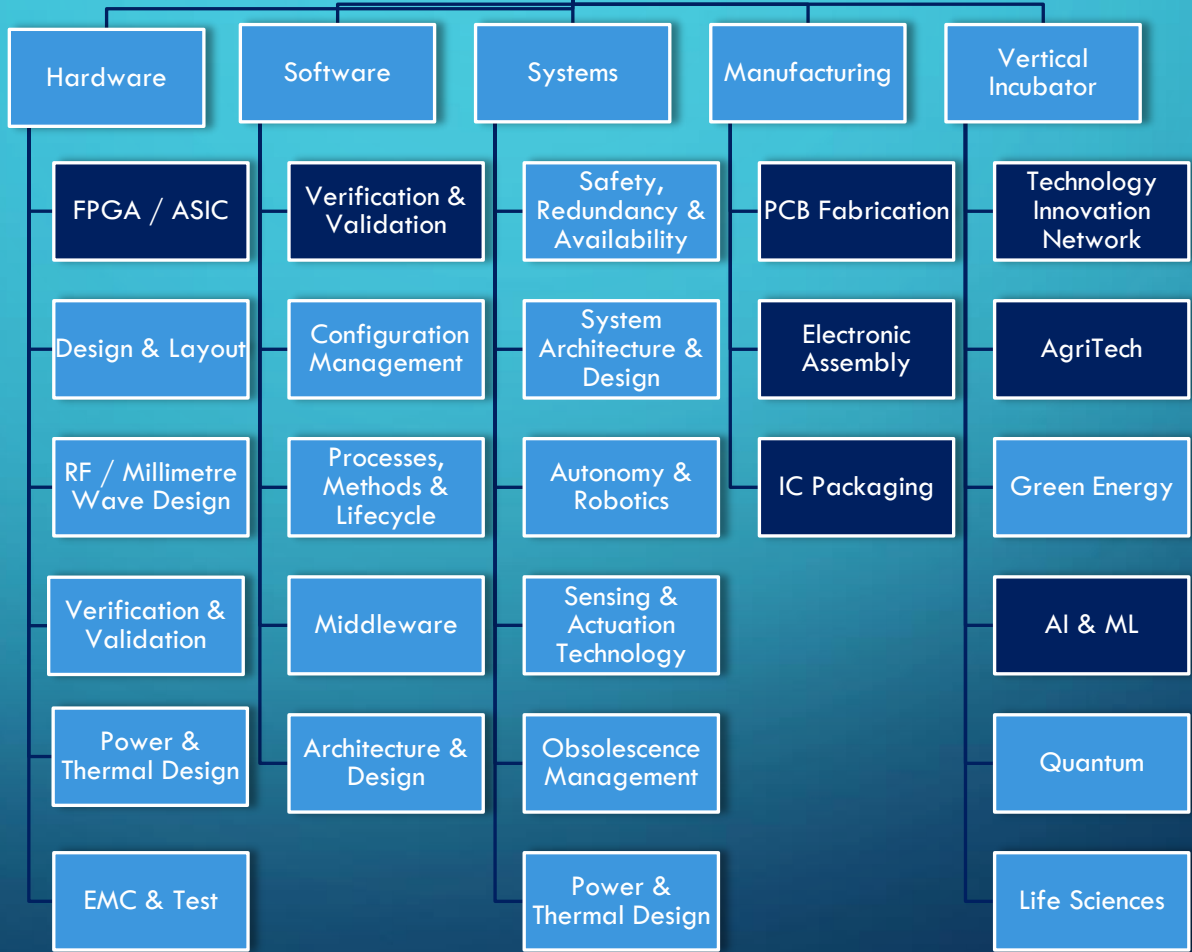 Hardware
Software
Systems
Manufacturing
Vertical
Incubator
FPGA / ASIC
Design & Layout
RF / Millimetre
Wave Design
Verification &
Validation
Power &
Thermal Design
EMC & Test
Verification &
Validation
Configuration
Management
Processes,
Methods &
Lifecycle
Middleware
Architecture &
Design
Safety,
Redundancy &
Availability
System
Architecture &
Design
Autonomy &
Robotics
Sensing &
Actuation
Technology
Obsolescence
Management
Power &
Thermal Design
PCB Fabrication
Electronic
Assembly
IC Packaging
Technology
Innovation
Network
AgriTech
Green Energy
AI & ML
Quantum
Life Sciences